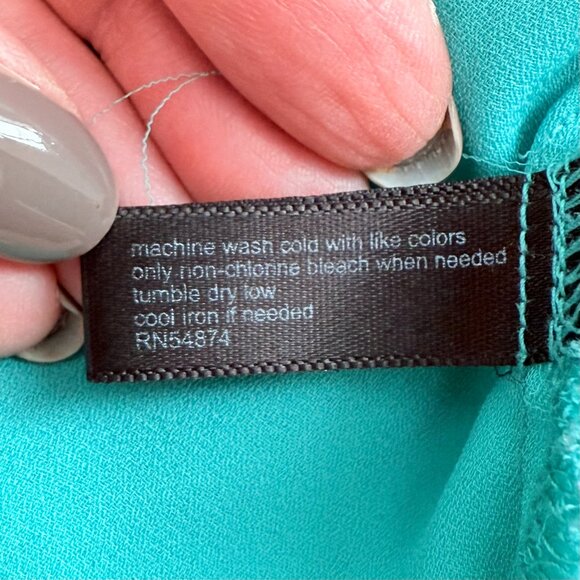 machine wash cold with like colors
only non-chlorine bleach when needed
tumble dry low
cool iron if needed
RN54874